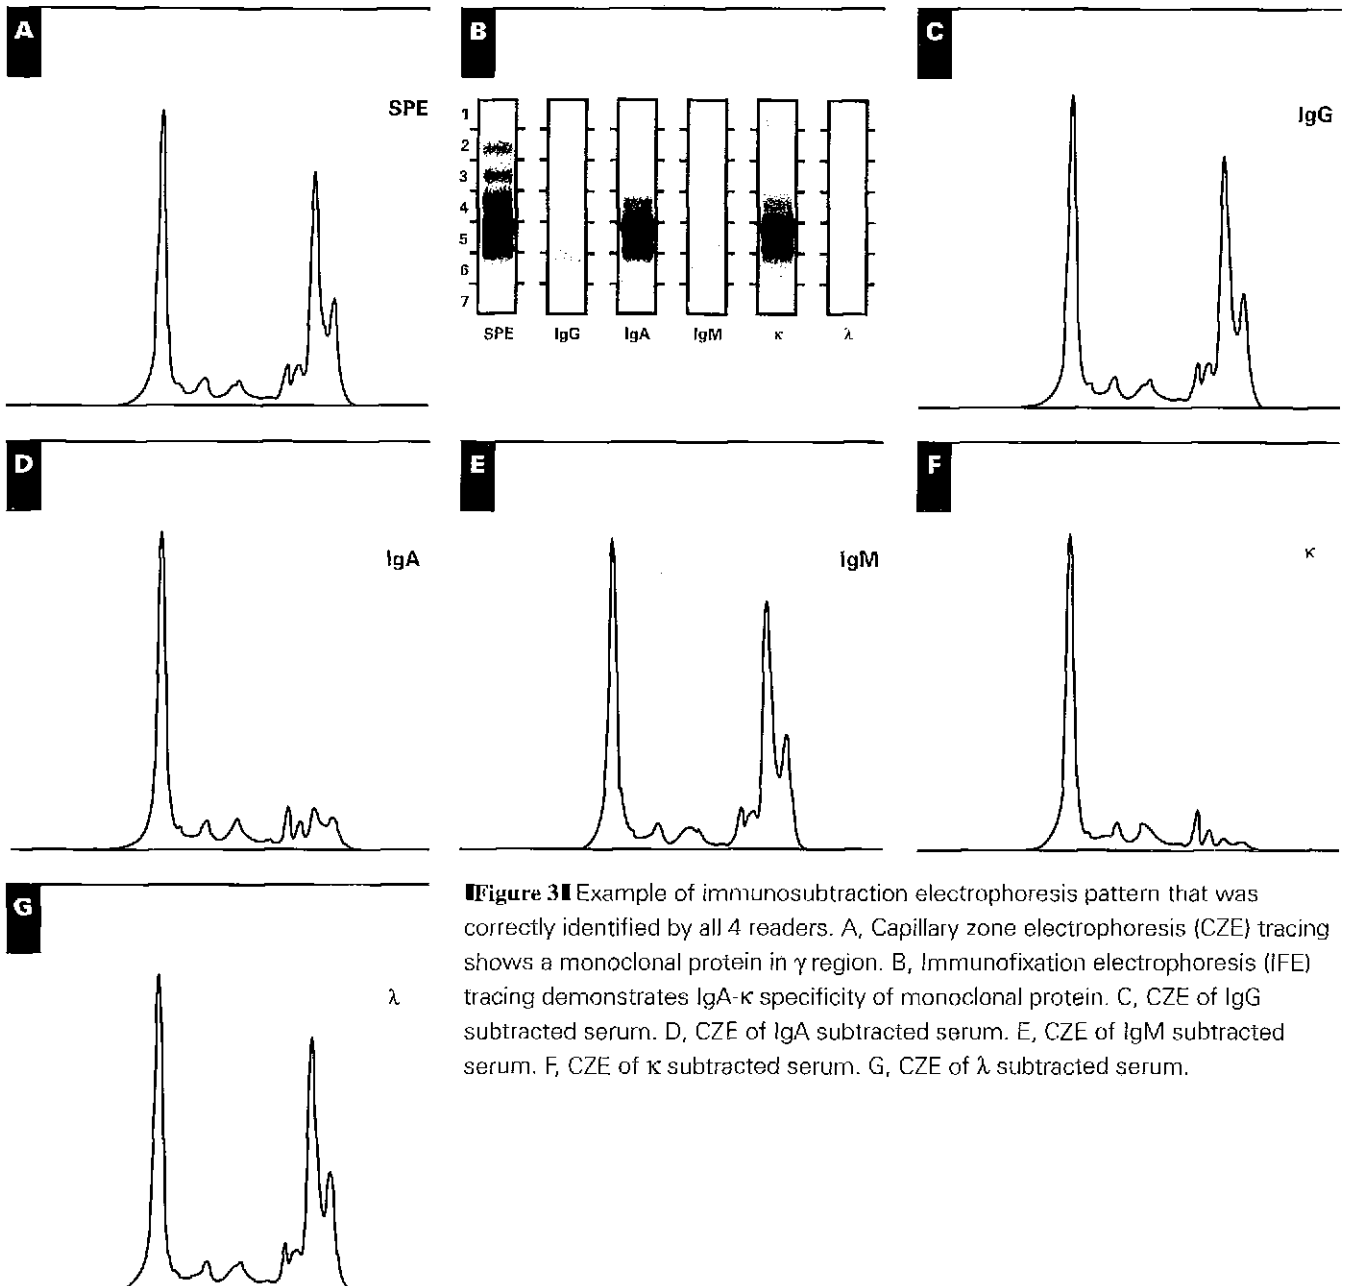 A
SPE
B
1
2
3
4
5
6
7
SPE IgG IgA IgM κ λ
C
IgG
D
IgA
E
IgM
F
κ
G
λ
Figure 3 Example of immunosubtraction electrophoresis pattern that was
correctly identified by all 4 readers. A, Capillary zone electrophoresis (CZE) tracing
shows a monoclonal protein in γ region. B, Immunofixation electrophoresis (IFE)
tracing demonstrates IgA-κ specificity of monoclonal protein. C, CZE of IgG
subtracted serum. D, CZE of IgA subtracted serum. E, CZE of IgM subtracted
serum. F, CZE of κ subtracted serum. G, CZE of λ subtracted serum.